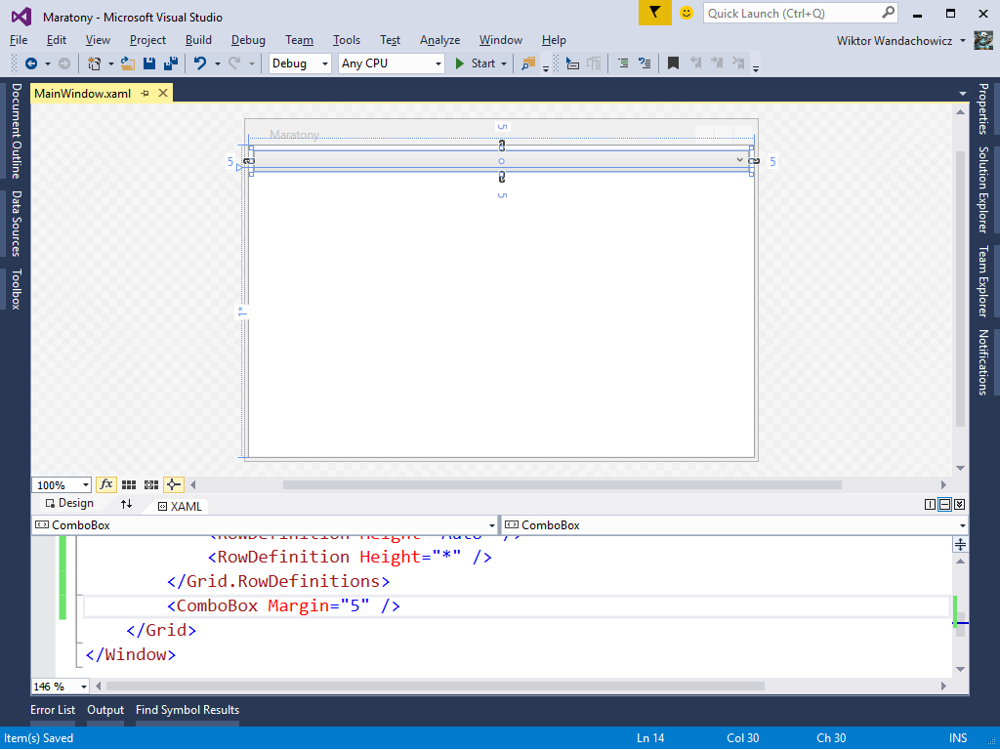 Maratony - Microsoft Visual Studio
Quick Launch (Ctrl+Q)
File Edit View Project Build Debug Team Tools Test Analyze Window Help
Wiktor Wandachowicz
Debug Any CPU Start
MainWindow.xaml
Document Outline
Data Sources
Toolbox
Properties
Solution Explorer
Team Explorer
Notifications
Maratony
5
5
5
5
1*
100% fx
Design XAML
ComboBox ComboBox
<RowDefinition Height="Auto" />
<RowDefinition Height="*" />
</Grid.RowDefinitions>
<ComboBox Margin="5" />
</Grid>
</Window>
146 %
Error List Output Find Symbol Results
Item(s) Saved Ln 14 Col 30 Ch 30 INS